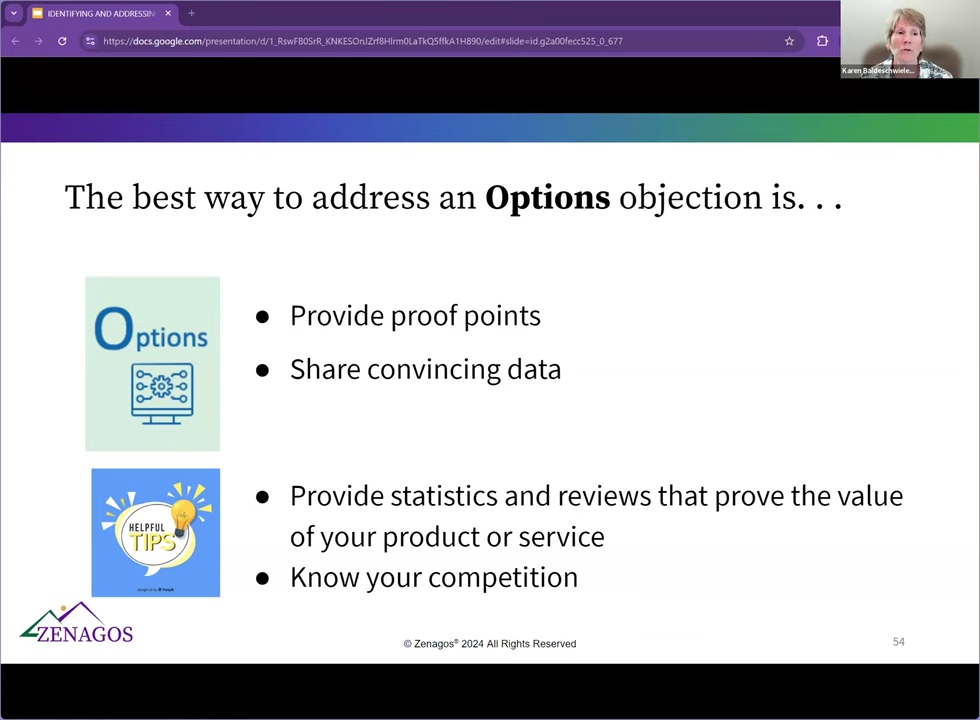 IDENTIFYING AND ADDRESSIN
https://docs.google.com/presentation/d/1_RswFB0SrR_KNKESOnJZrf8Hlrm0LaTkQ5ffkA1H890/edit#slide=id.g2a00fecc525_0_677
Karen Baldeschwiele...
The best way to address an Options objection is. . .
Options
● Provide proof points
● Share convincing data
HELPFUL
TIPS
● Provide statistics and reviews that prove the value
of your product or service
● Know your competition
ZENAGOS
© Zenagos® 2024 All Rights Reserved
54